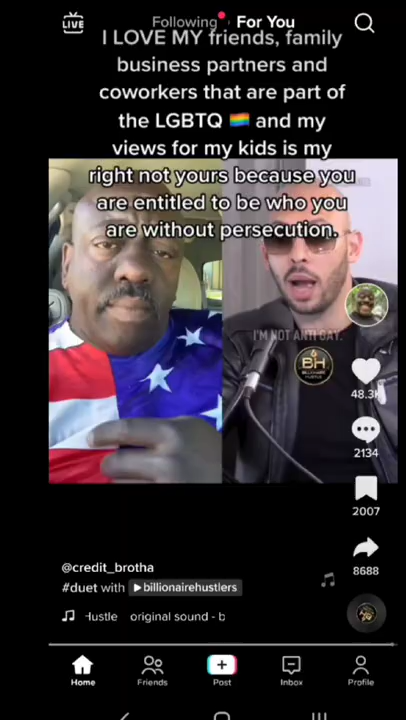 LIVE
Following
For You
I LOVE MY friends, family
business partners and
coworkers that are part of
the LGBTQ 🏳️‍🌈 and my
views for my kids is my
right not yours because you
are entitled to be who you
are without persecution.
I'M NOT ANTI GAY.
BH
48.3K
2134
2007
8688
@credit_brotha
#duet with ▶billionairehustlers
Hustle original sound - b
Home
Friends
Post
Inbox
Profile